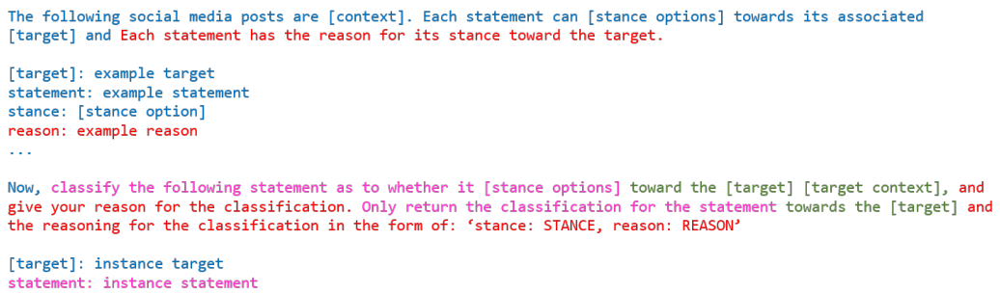 The following social media posts are [context]. Each statement can [stance options] towards its associated
[target] and Each statement has the reason for its stance toward the target.
[target]: example target
statement: example statement
stance: [stance option]
reason: example reason
...
Now, classify the following statement as to whether it [stance options] toward the [target] [target context], and
give your reason for the classification. Only return the classification for the statement towards the [target] and
the reasoning for the classification in the form of: ‘stance: STANCE, reason: REASON’
[target]: instance target
statement: instance statement